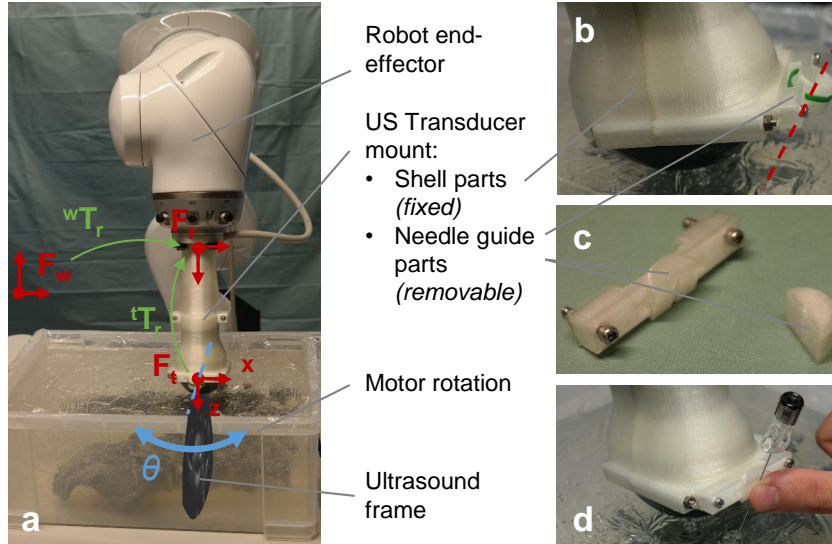 Robot end-
effector
US Transducer
mount:
• Shell parts
(fixed)
• Needle guide
parts
(removable)
Motor rotation
Ultrasound
frame
wTr
Fr
Fw
tTr
Ft
x
z
θ
a
b
c
d